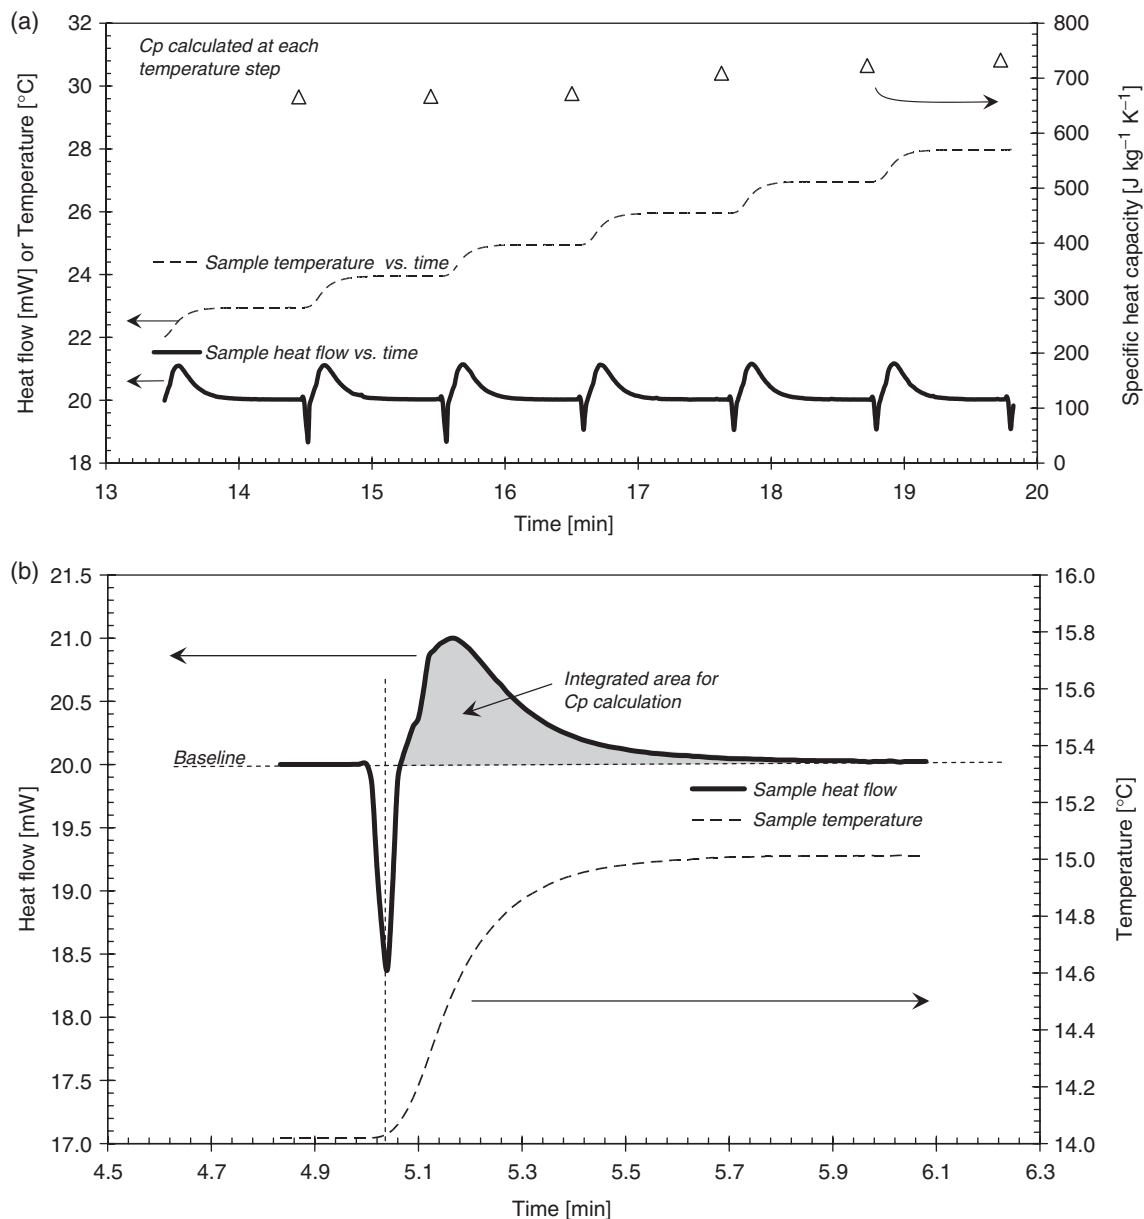 (a)
32
30
28
26
24
22
20
18
Heat flow [mW] or Temperature [°C]
Cp calculated at each
temperature step
Sample temperature vs. time
Sample heat flow vs. time
800
700
600
500
400
300
200
100
0
Specific heat capacity [J kg⁻¹ K⁻¹]
13 14 15 16 17 18 19 20
Time [min]
(b)
21.5
21.0
20.5
20.0
19.5
19.0
18.5
18.0
17.5
17.0
Heat flow [mW]
Integrated area for
Cp calculation
Baseline
Sample heat flow
Sample temperature
16.0
15.8
15.6
15.4
15.2
15.0
14.8
14.6
14.4
14.2
14.0
Temperature [°C]
4.5 4.7 4.9 5.1 5.3 5.5 5.7 5.9 6.1 6.3
Time [min]